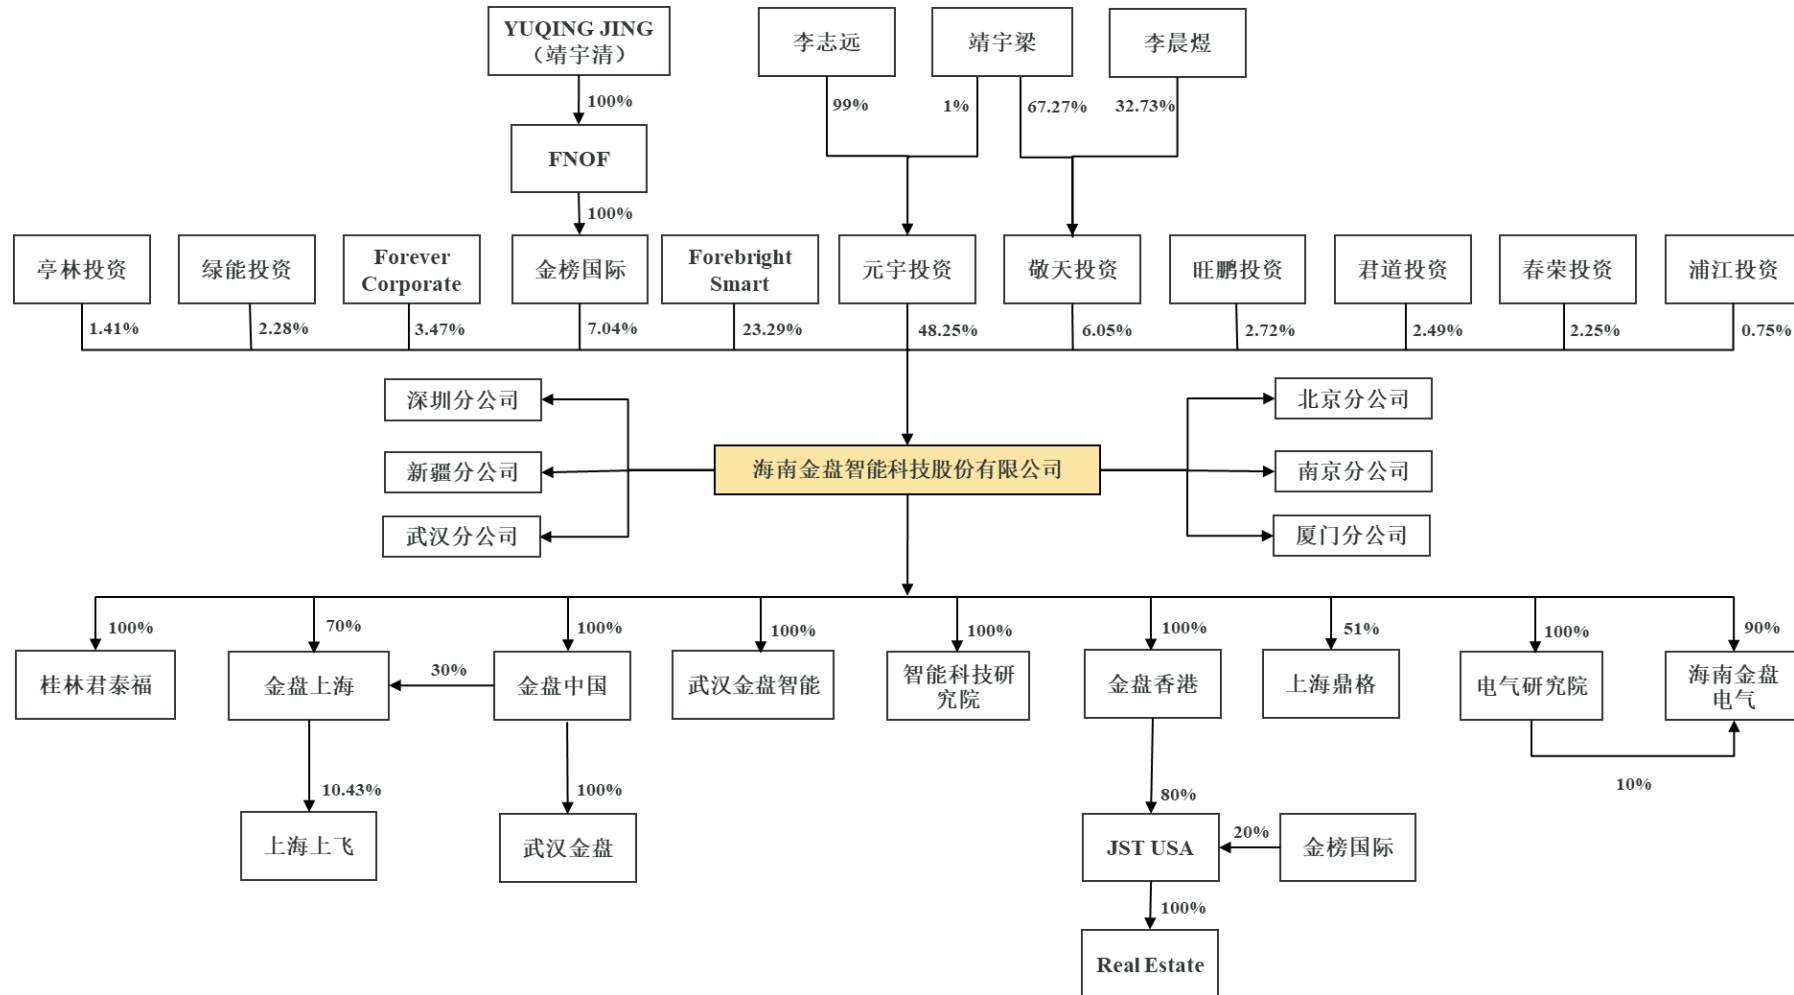 YUQING JING
（靖宇清）
李志远
靖宇梁
李晨煜
100%
99%
1%
67.27%
32.73%
FNOF
100%
亭林投资
绿能投资
Forever
Corporate
金榜国际
Forebright
Smart
元宇投资
敬天投资
旺鹏投资
君道投资
春荣投资
浦江投资
1.41%
2.28%
3.47%
7.04%
23.29%
48.25%
6.05%
2.72%
2.49%
2.25%
0.75%
深圳分公司
北京分公司
新疆分公司
海南金盘智能科技股份有限公司
南京分公司
武汉分公司
厦门分公司
100%
70%
100%
100%
100%
100%
51%
100%
90%
桂林君泰福
金盘上海
30%
金盘中国
武汉金盘智能
智能科技研
究院
金盘香港
上海鼎格
电气研究院
海南金盘
电气
10.43%
100%
80%
10%
上海上飞
武汉金盘
JST USA
20%
金榜国际
100%
Real Estate